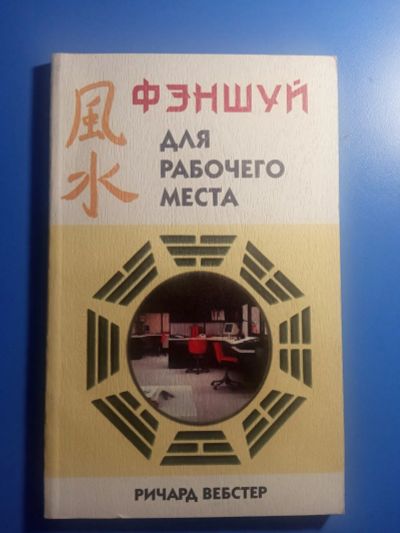 風水
ФЭНШУЙ
ДЛЯ
РАБОЧЕГО
МЕСТА
РИЧАРД ВЕБСТЕР